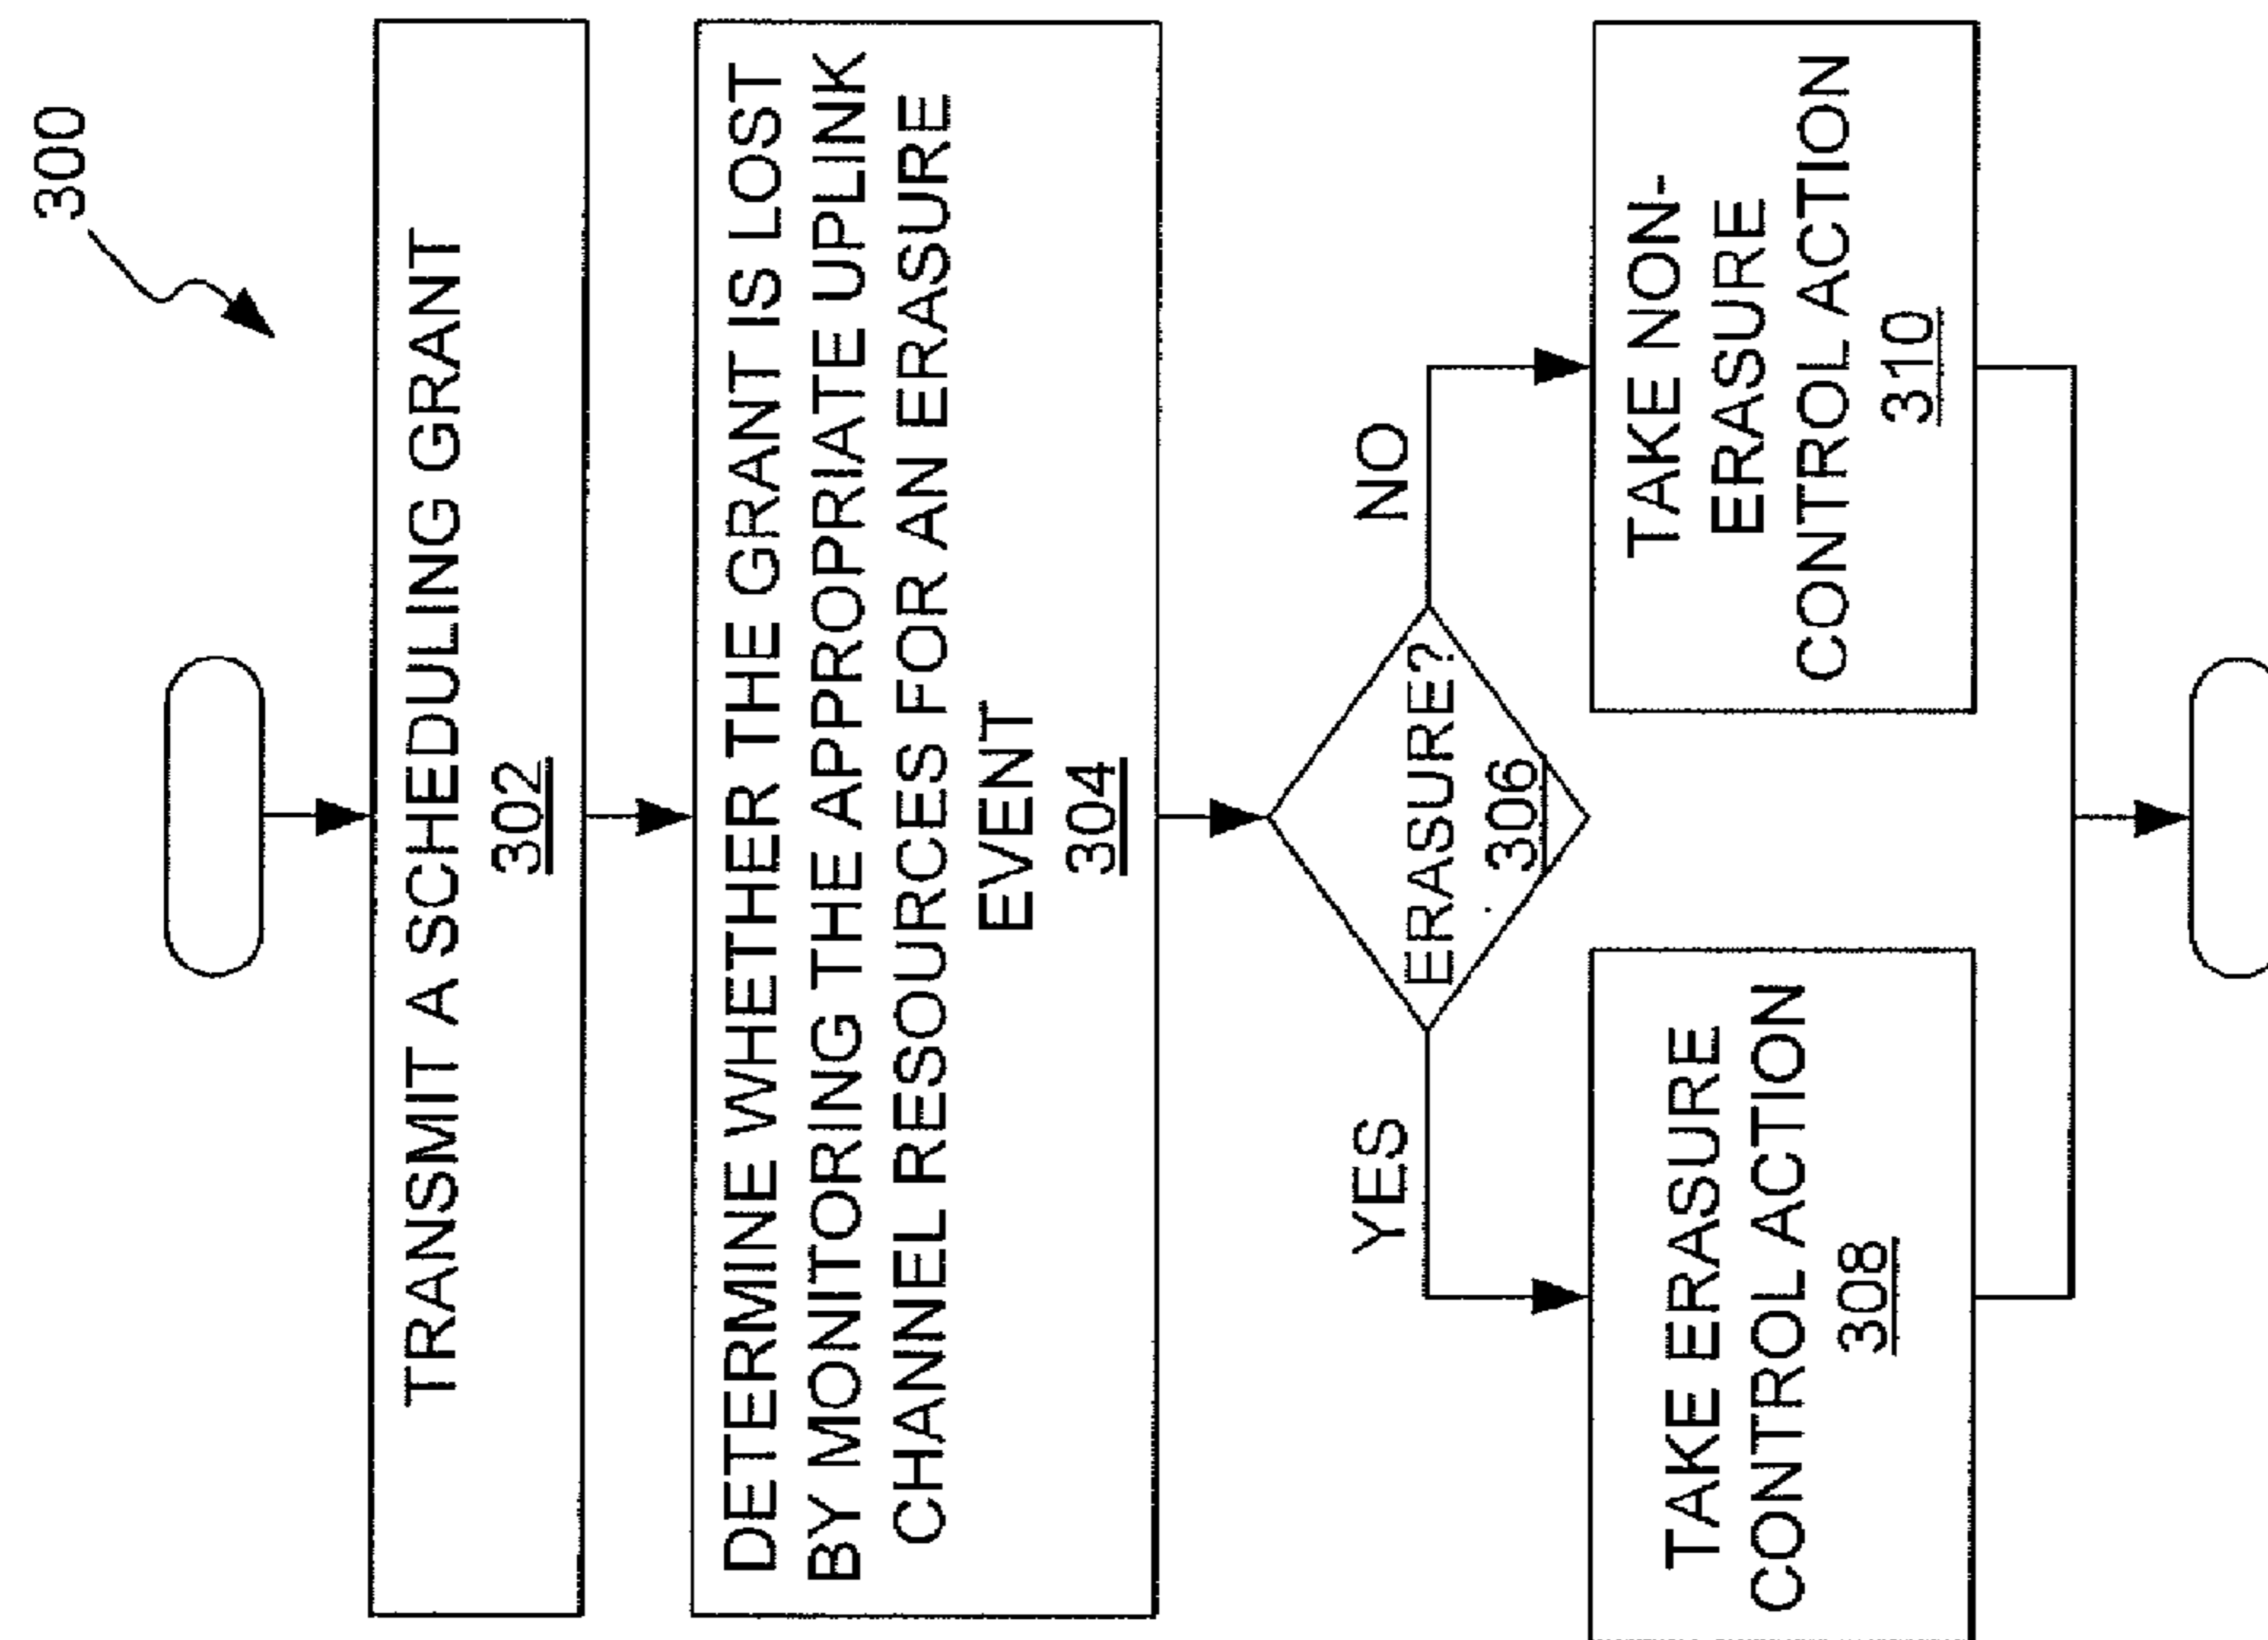 300
TRANSMIT A SCHEDULING GRANT
302
DETERMINE WHETHER THE GRANT IS LOST
BY MONITORING THE APPROPRIATE UPLINK
CHANNEL RESOURCES FOR AN ERASURE
EVENT
304
ERASURE?
306
YES
NO
TAKE ERASURE
CONTROL ACTION
308
TAKE NON-
ERASURE
CONTROL ACTION
310